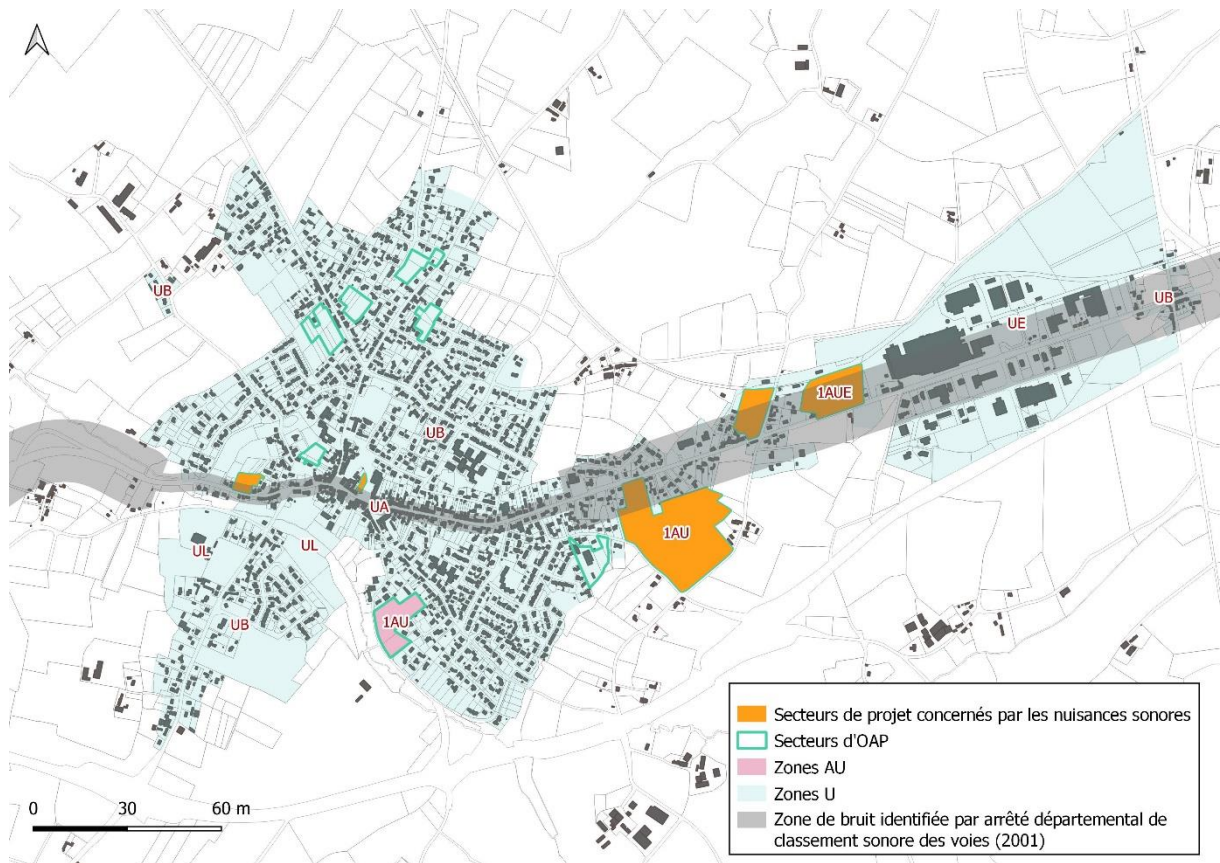 UB
UE
UB
1AUE
UB
UA
UL
UL
1AU
1AU
UB
Secteurs de projet concernés par les nuisances sonores
Secteurs d'OAP
Zones AU
Zones U
Zone de bruit identifiée par arrêté départemental de
classement sonore des voies (2001)
0 30 60 m